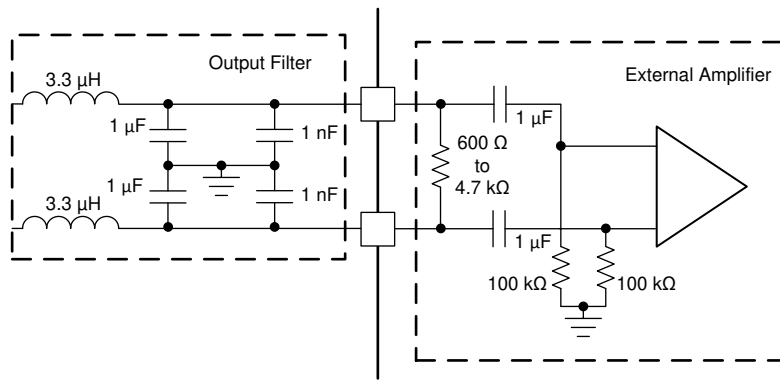 Output Filter
External Amplifier
3.3 µH
1 µF
1 nF
1 µF
600 Ω
to
4.7 kΩ
1 µF
1 nF
3.3 µH
1 µF
100 kΩ
100 kΩ